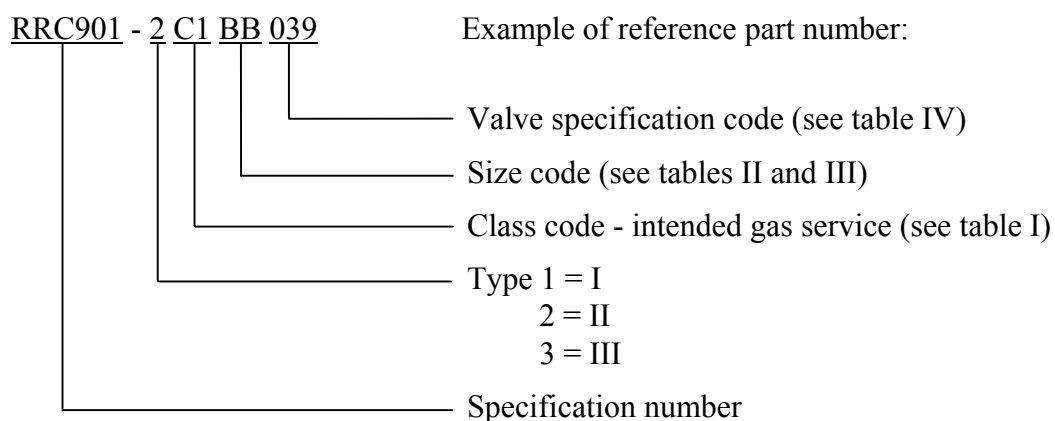 RRC901 - 2 C1 BB 039 Example of reference part number:
Valve specification code (see table IV)
Size code (see tables II and III)
Class code - intended gas service (see table I)
Type 1 = I
2 = II
3 = III
Specification number